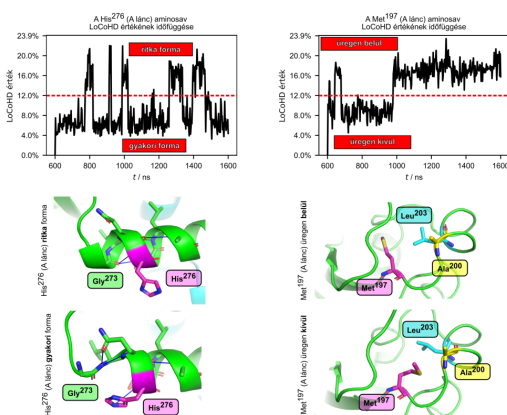 A His276 (A lánc) aminosav
LoCoHD értékének időfüggése
23.9%
20.0%
16.0%
12.0%
8.0%
4.0%
0.0%
LoCoHD érték
ritka forma
gyakori forma
600
800
1000
1200
1400
1600
t / ns
A Met197 (A lánc) aminosav
LoCoHD értékének időfüggése
23.9%
20.0%
16.0%
12.0%
8.0%
4.0%
0.0%
LoCoHD érték
üregen belül
üregen kívül
600
800
1000
1200
1400
1600
t / ns
His276 (A lánc) ritka forma
Gly273
His276
Met197 (A lánc) üregen belül
Leu203
Ala200
Met197
His276 (A lánc) gyakori forma
Gly273
His276
Met197 (A lánc) üregen kívül
Leu203
Ala200
Met197